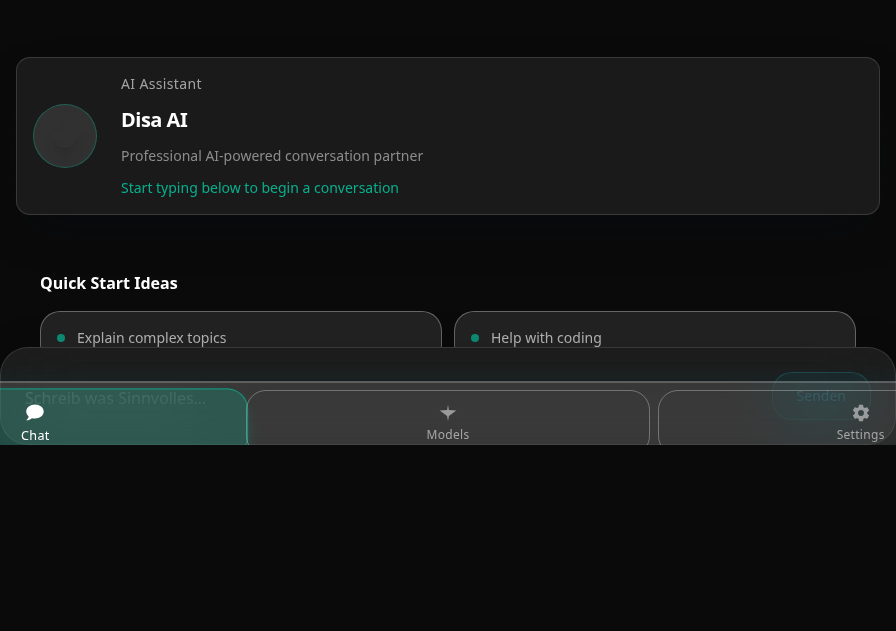 AI Assistant
Disa AI
Professional AI-powered conversation partner
Start typing below to begin a conversation
Quick Start Ideas
Explain complex topics
Help with coding
Schreib was Sinnvolles...
Senden
Chat
Models
Settings